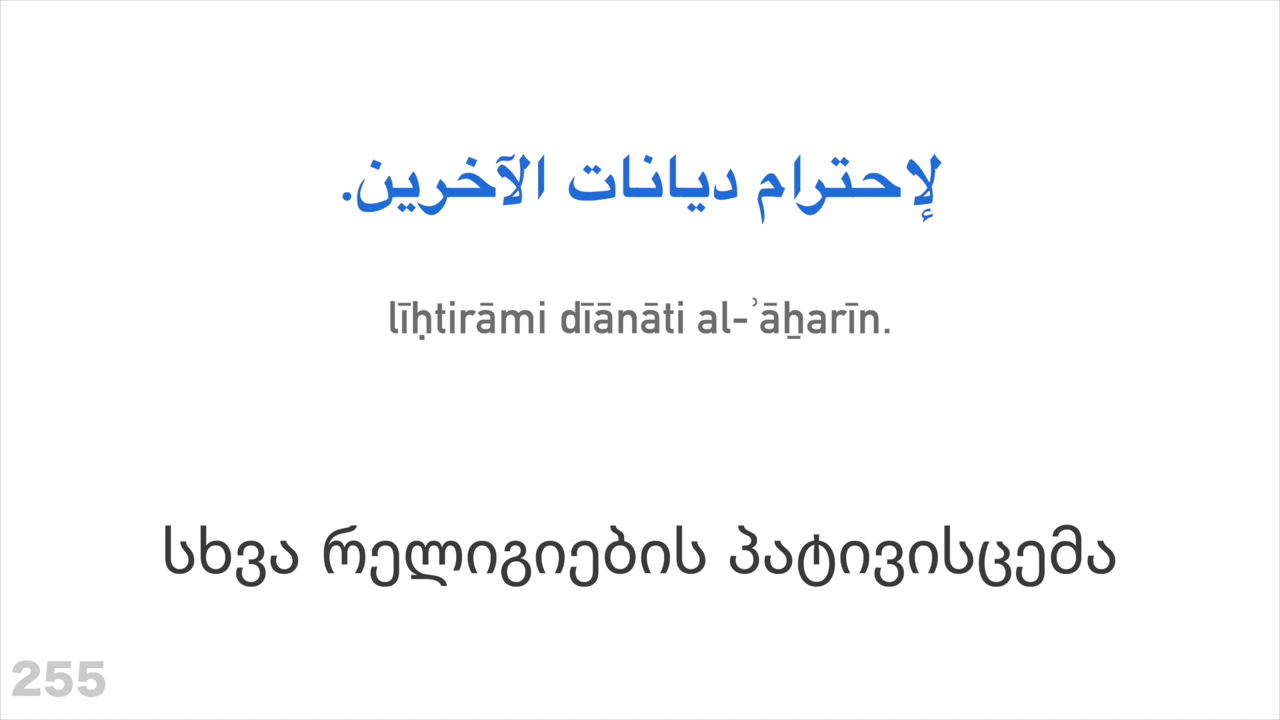 لإحترام ديانات الآخرين.
līḥtirāmi dīānāti al-ʾāẖarīn.
სხვა რელიგიების პატივისცემა
255